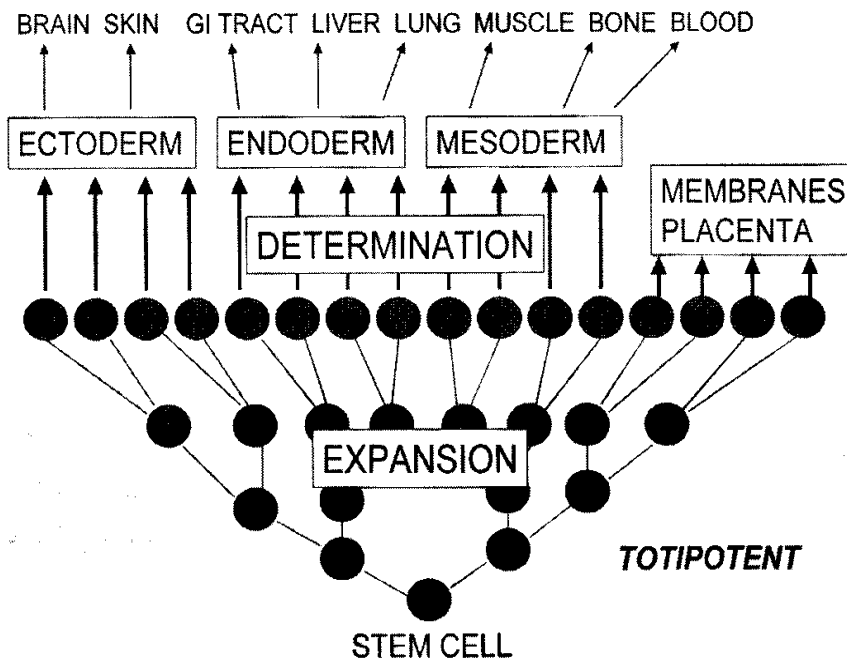 BRAIN SKIN GI TRACT LIVER LUNG MUSCLE BONE BLOOD
ECTODERM ENDODERM MESODERM
MEMBRANES
PLACENTA
DETERMINATION
EXPANSION
TOTIPOTENT
STEM CELL